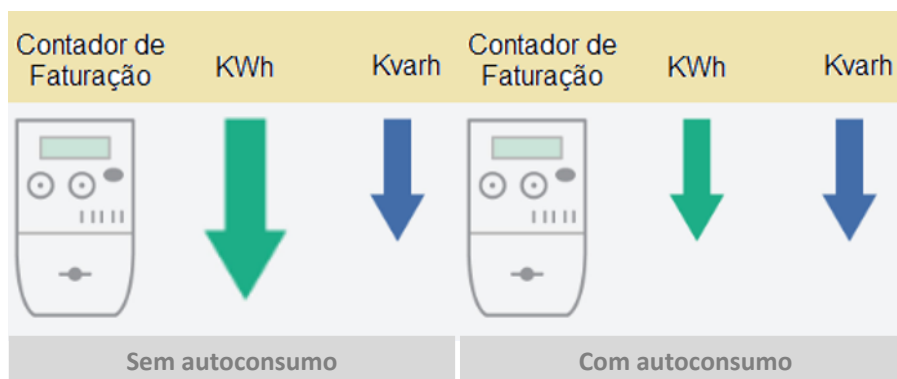 Contador de
Faturação
KWh
Kvarh
Contador de
Faturação
KWh
Kvarh
Sem autoconsumo
Com autoconsumo